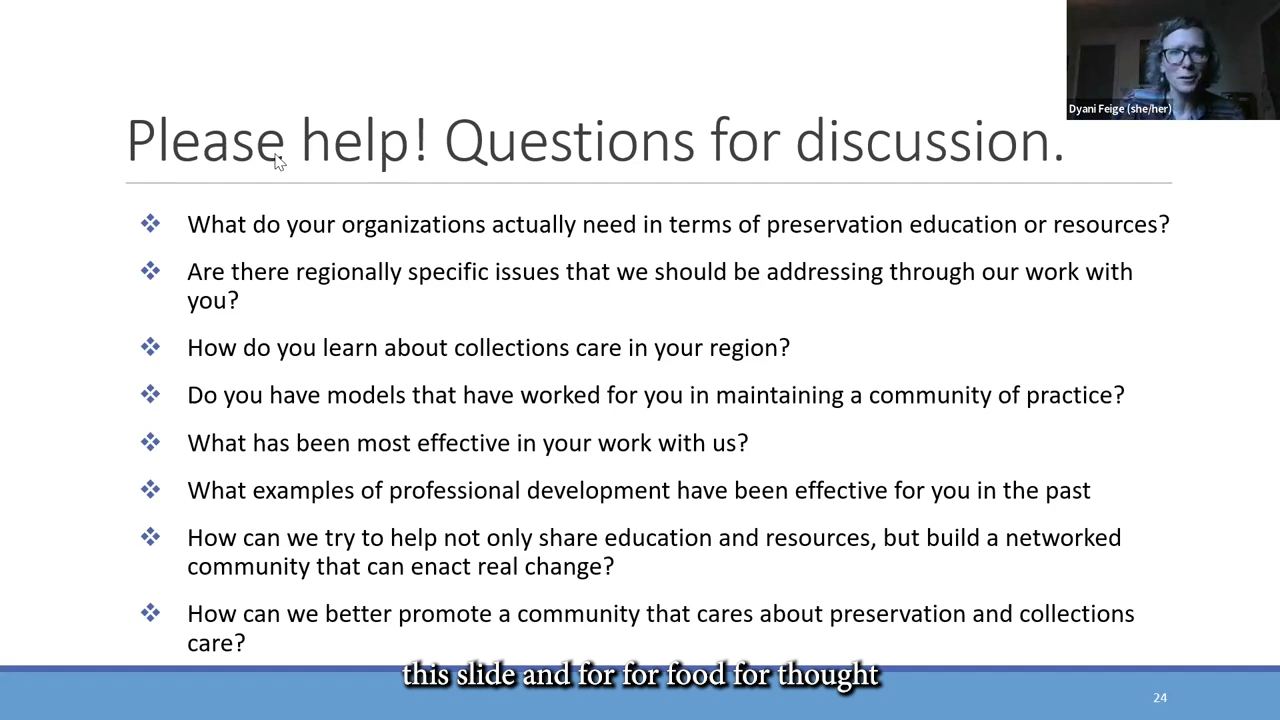 Dyani Feige (she/her)
Please help! Questions for discussion.
What do your organizations actually need in terms of preservation education or resources?
Are there regionally specific issues that we should be addressing through our work with
you?
How do you learn about collections care in your region?
Do you have models that have worked for you in maintaining a community of practice?
What has been most effective in your work with us?
What examples of professional development have been effective for you in the past
How can we try to help not only share education and resources, but build a networked
community that can enact real change?
How can we better promote a community that cares about preservation and collections
care?
this slide and for for food for thought
24